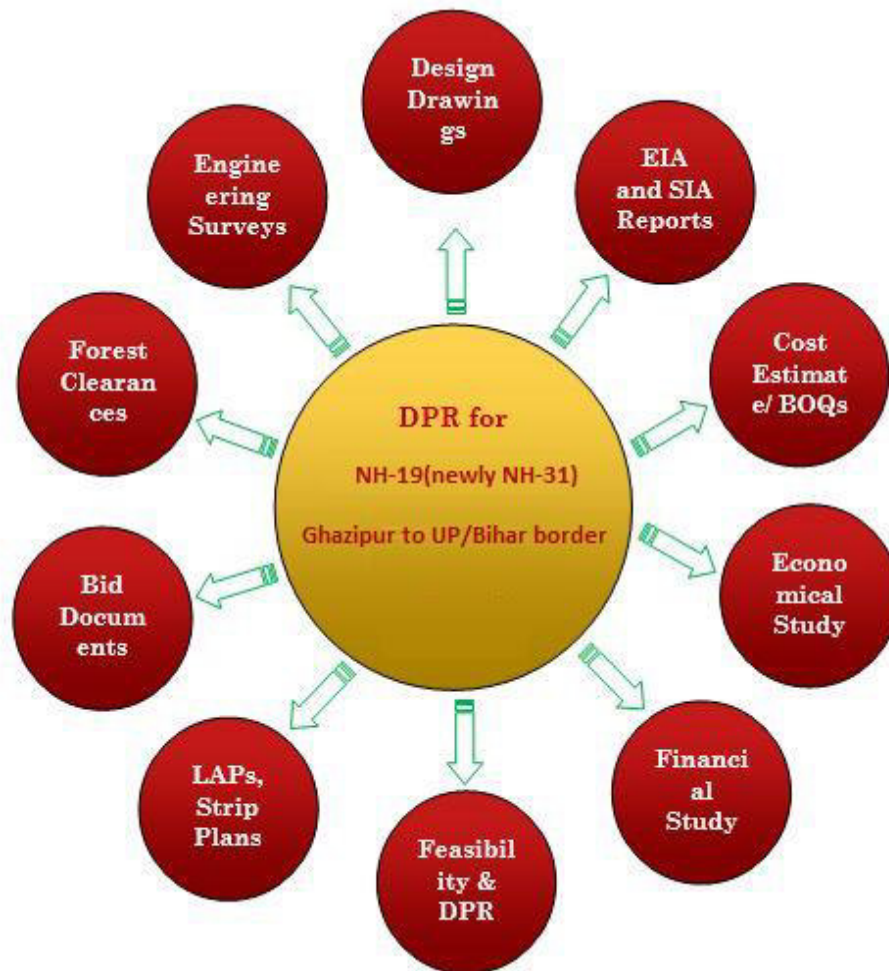 Design
Drawin
gs
EIA
and SIA
Reports
Cost
Estimat
e/ BOQs
Econo
mical
Study
Financi
al
Study
Feasibil
ity &
DPR
LAPs,
Strip
Plans
Bid
Docum
ents
Forest
Clearan
ces
Engine
ering
Surveys
DPR for
NH-19(newly NH-31)
Ghazipur to UP/Bihar border